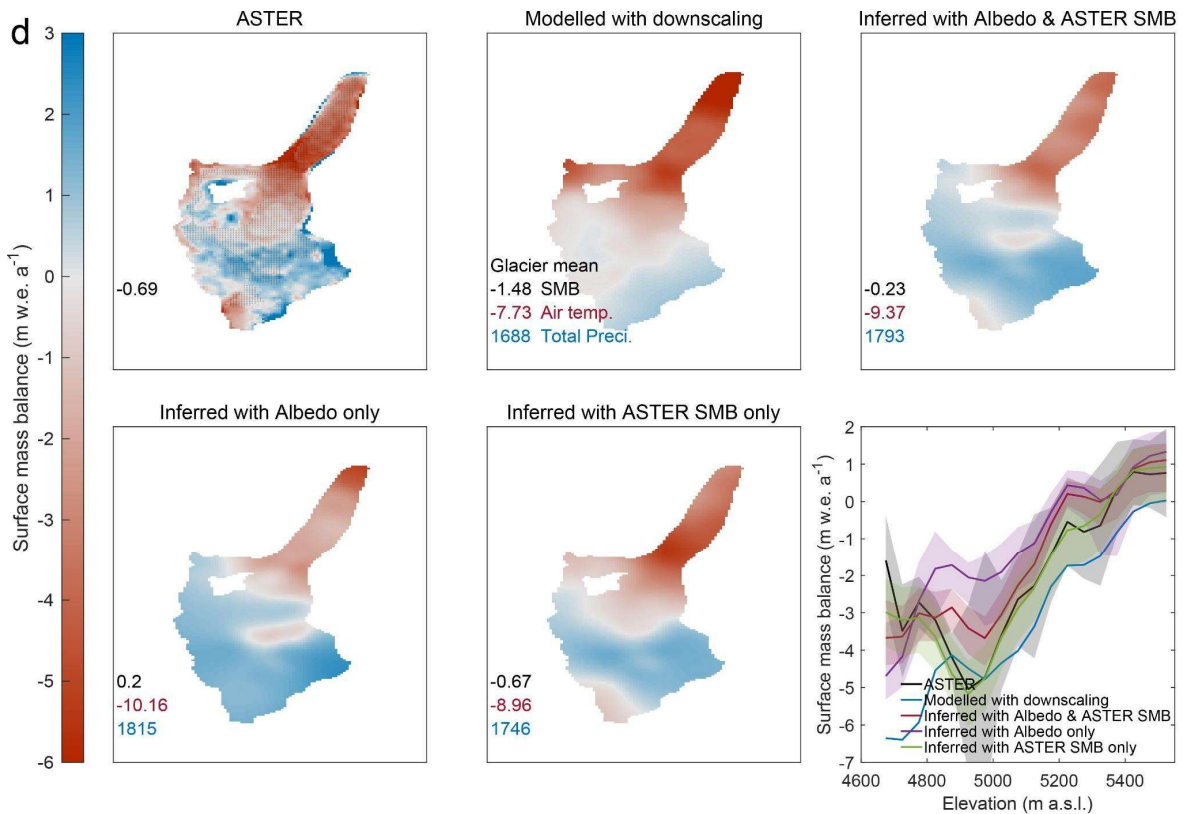 d
Surface mass balance (m w.e. a-1)
3
2
1
0
-1
-2
-3
-4
-5
-6
ASTER
-0.69
Modelled with downscaling
Glacier mean
-1.48 SMB
-7.73 Air temp.
1688 Total Preci.
Inferred with Albedo & ASTER SMB
-0.23
-9.37
1793
Inferred with Albedo only
0.2
-10.16
1815
Inferred with ASTER SMB only
-0.67
-8.96
1746
Surface mass balance (m w.e. a-1)
2
1
0
-1
-2
-3
-4
-5
-6
-7
ASTER
Modelled with downscaling
Inferred with Albedo & ASTER SMB
Inferred with Albedo only
Inferred with ASTER SMB only
4600 4800 5000 5200 5400
Elevation (m a.s.l.)